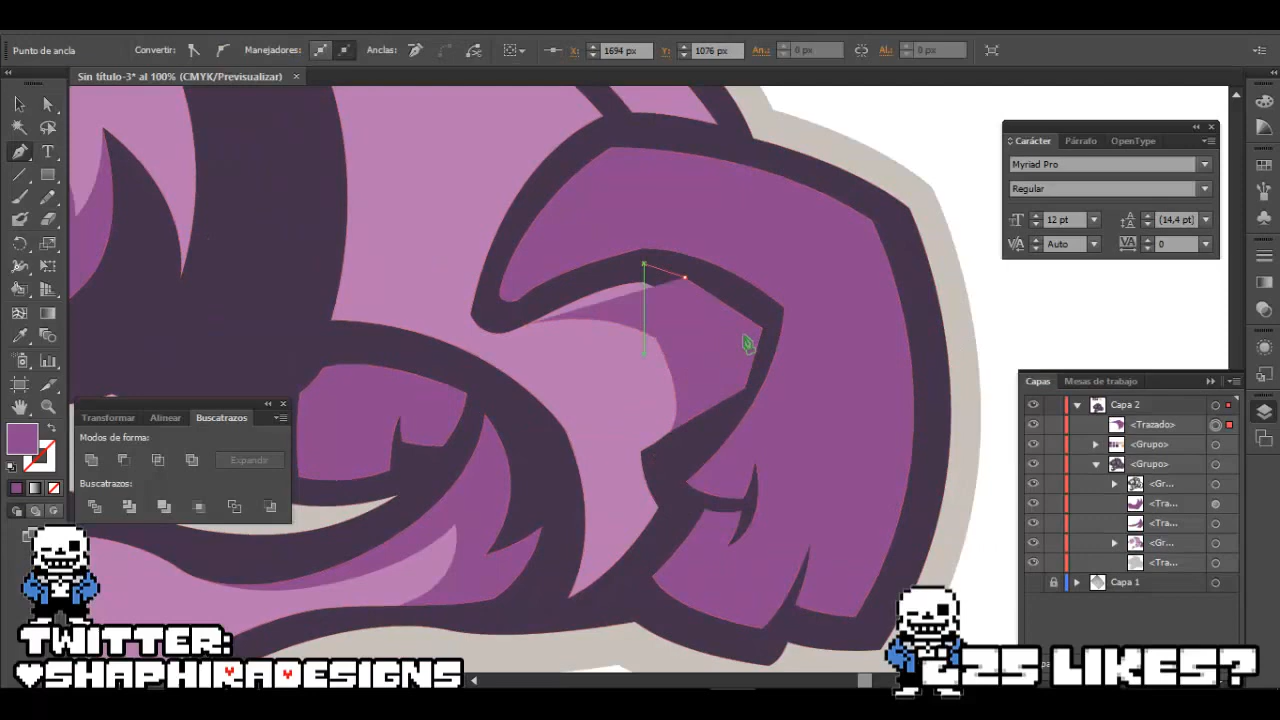 Punto de ancla
Convertir:
Manejadores:
Anclas:
X: 1694 px
Y: 1076 px
An.: 0 px
Al.: 0 px
Sin título-3* al 100% (CMYK/Previsualizar)
Carácter
Párrafo
OpenType
Myriad Pro
Regular
12 pt
(14,4 pt)
Auto
0
Capas
Mesas de trabajo
Capa 2
<Trazado>
<Grupo>
<Grupo>
<Gr...
<Tra...
<Tra...
<Gr...
<Tra...
Capa 1
Transformar
Alinear
Buscatrazos
Modos de forma:
Expandir
Buscatrazos:
TWITTER:
♥SHAPHIRADESIGNS
¿25 LIKES?